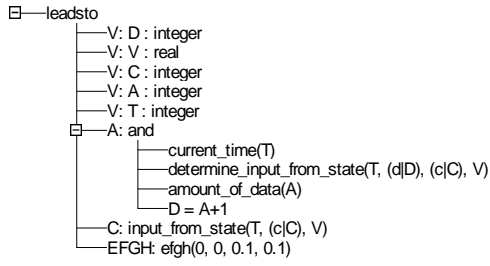 leadsto
V: D : integer
V: V : real
V: C : integer
V: A : integer
V: T : integer
A: and
current_time(T)
determine_input_from_state(T, (d|D), (c|C), V)
amount_of_data(A)
D = A+1
C: input_from_state(T, (c|C), V)
EFGH: efgh(0, 0, 0.1, 0.1)